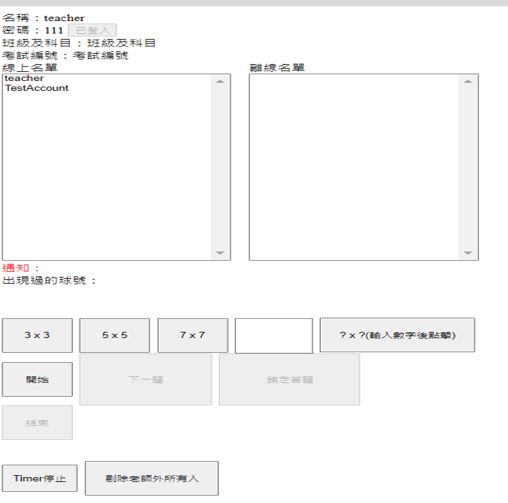 名稱：teacher
密碼：111 已登入
班級及科目：班級及科目
考試編號：考試編號
線上名單 離線名單
teacher
TestAccount
通知：
出現過的球號：
3 x 3 5 x 5 7 x 7 ? x ?(輸入數字後點擊)
開始 下一題 鎖定答題
結束
Timer停止 剔除老師外所有人